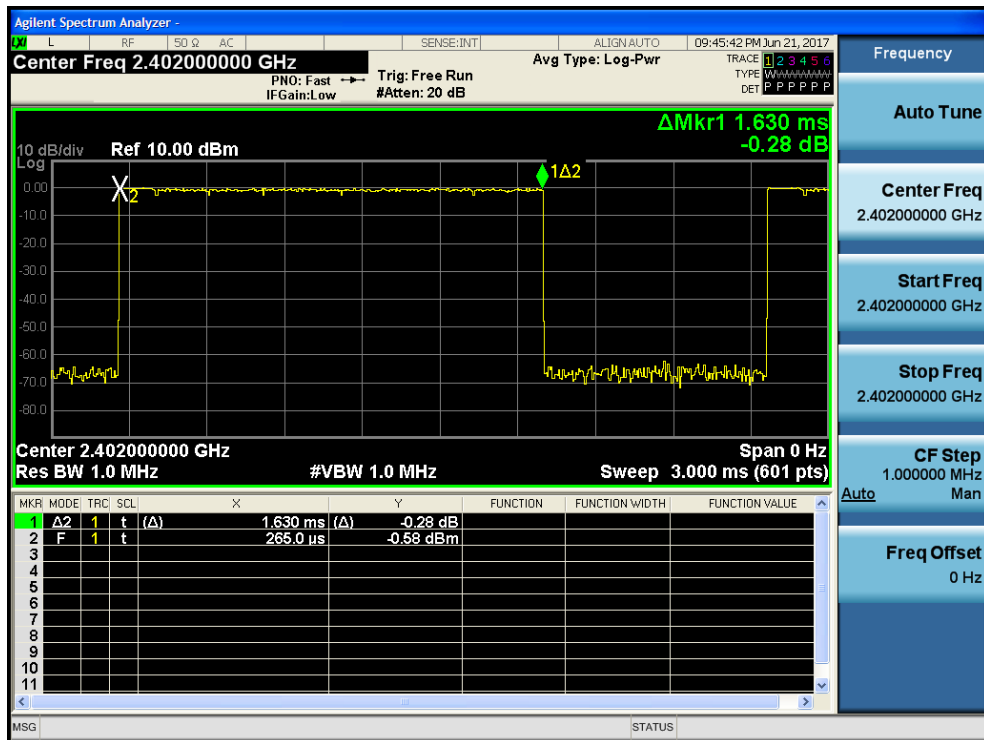 Agilent Spectrum Analyzer -
LXI L RF 50 Ω AC SENSE:INT ALIGN AUTO 09:45:42 PM Jun 21, 2017
Center Freq 2.402000000 GHz
PNO: Fast
IFGain:Low
Trig: Free Run
#Atten: 20 dB
Avg Type: Log-Pwr
TRACE 1 2 3 4 5 6
TYPE WWWWWW
DET P P P P P P
ΔMkr1 1.630 ms
-0.28 dB
10 dB/div Ref 10.00 dBm
Log
1Δ2
2
0.00
-10.0
-20.0
-30.0
-40.0
-50.0
-60.0
-70.0
-80.0
Center 2.402000000 GHz Span 0 Hz
Res BW 1.0 MHz #VBW 1.0 MHz Sweep 3.000 ms (601 pts)
MKR MODE TRC SCL X Y FUNCTION FUNCTION WIDTH FUNCTION VALUE
1 Δ2 1 t (Δ) 1.630 ms (Δ) -0.28 dB
2 F 1 t 265.0 µs -0.58 dBm
3
4
5
6
7
8
9
10
11
MSG STATUS
Frequency
Auto Tune
Center Freq
2.402000000 GHz
Start Freq
2.402000000 GHz
Stop Freq
2.402000000 GHz
CF Step
1.000000 MHz
Auto Man
Freq Offset
0 Hz